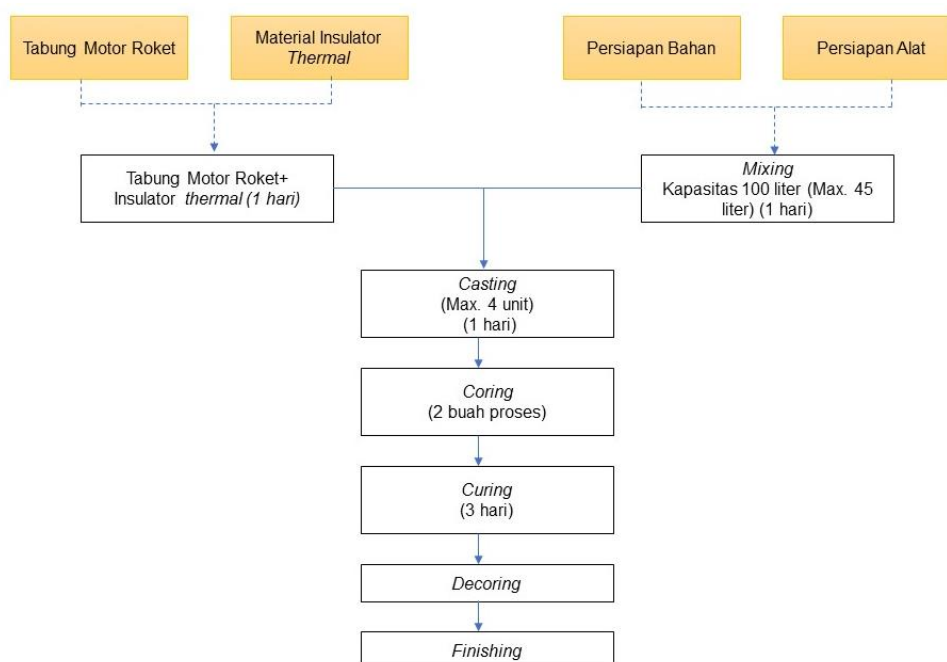 Tabung Motor Roket
Material Insulator
Thermal
Persiapan Bahan
Persiapan Alat
Tabung Motor Roket+
Insulator thermal (1 hari)
Mixing
Kapasitas 100 liter (Max. 45
liter) (1 hari)
Casting
(Max. 4 unit)
(1 hari)
Coring
(2 buah proses)
Curing
(3 hari)
Decoring
Finishing